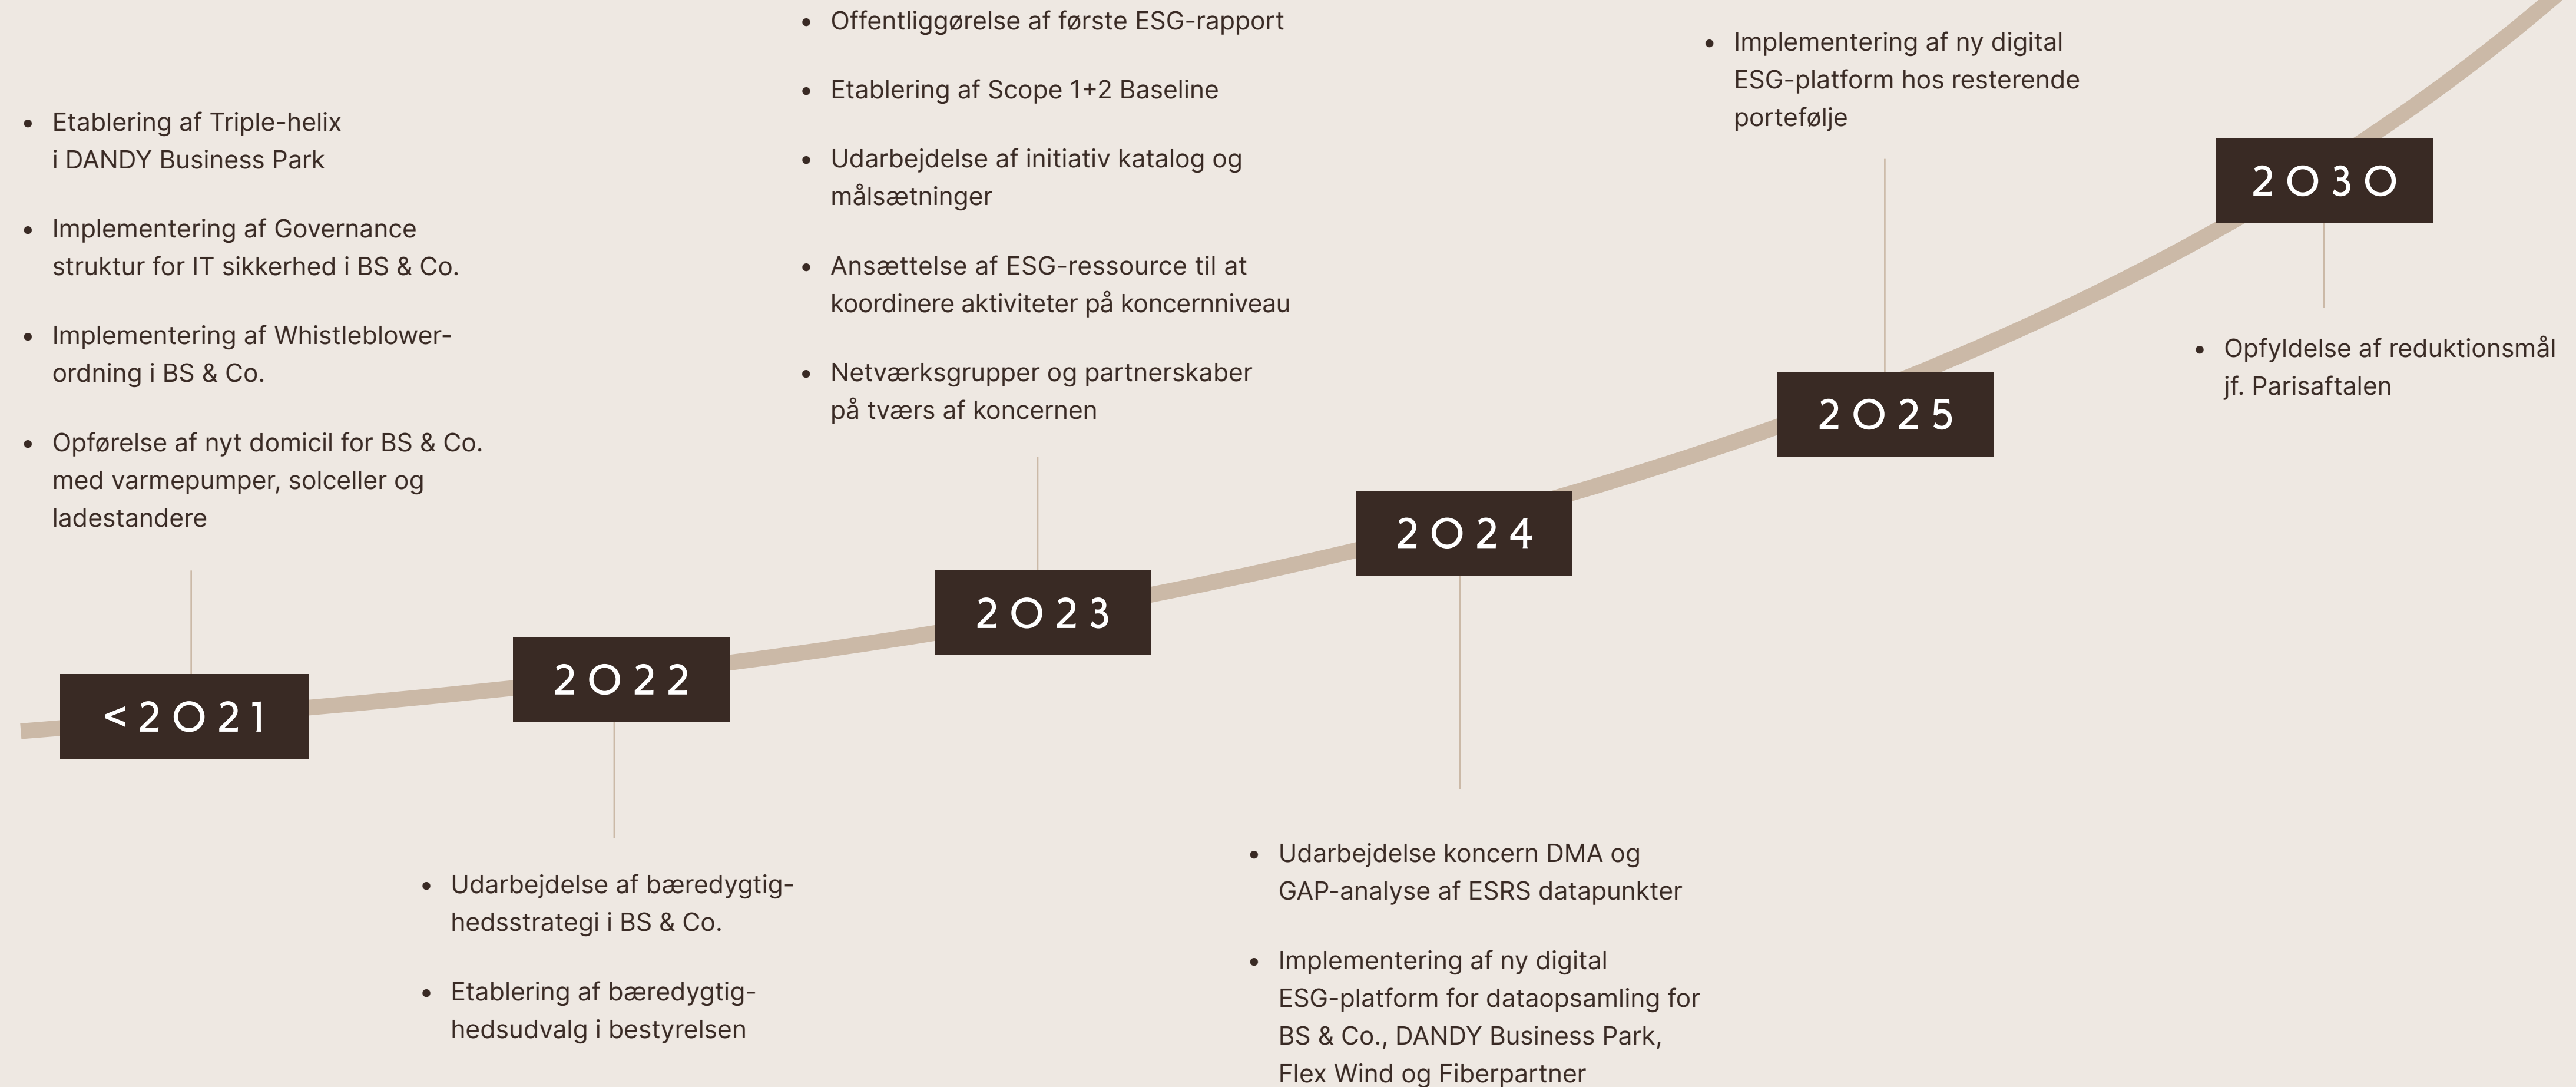 • Etablering af Triple-helix
i DANDY Business Park
• Implementering af Governance
struktur for IT sikkerhed i BS & Co.
• Implementering af Whistleblower-
ordning i BS & Co.
• Opførelse af nyt domicil for BS & Co.
med varmepumper, solceller og
ladestandere
<2021
2022
• Udarbejdelse af bæredygtig-
hedsstrategi i BS & Co.
• Etablering af bæredygtig-
hedsudvalg i bestyrelsen
• Offentliggørelse af første ESG-rapport
• Etablering af Scope 1+2 Baseline
• Udarbejdelse af initiativ katalog og
målsætninger
• Ansættelse af ESG-ressource til at
koordinere aktiviteter på koncernniveau
• Netværksgrupper og partnerskaber
på tværs af koncernen
2023
2024
• Udarbejdelse koncern DMA og
GAP-analyse af ESRS datapunkter
• Implementering af ny digital
ESG-platform for dataopsamling for
BS & Co., DANDY Business Park,
Flex Wind og Fiberpartner
• Implementering af ny digital
ESG-platform hos resterende
portefølje
2025
2030
• Opfyldelse af reduktionsmål
jf. Parisaftalen